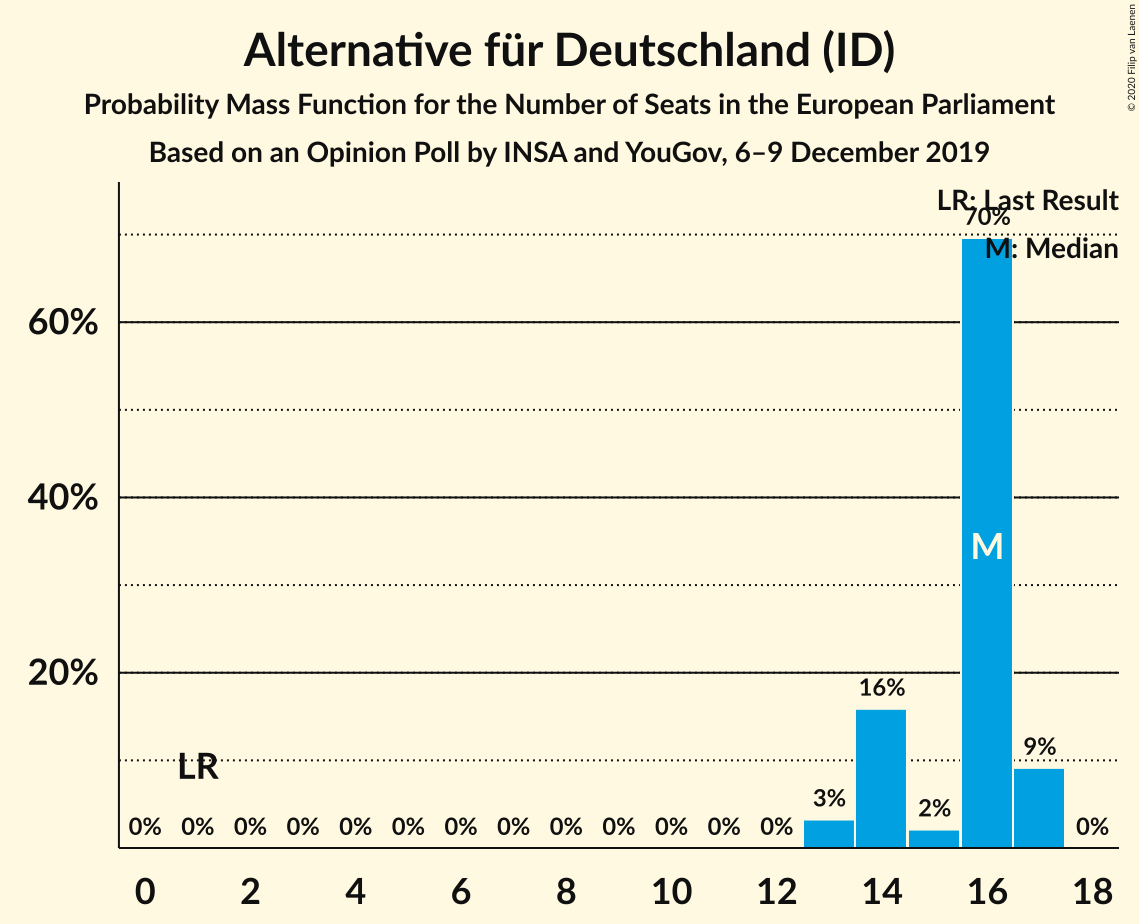 Alternative für Deutschland (ID)
Probability Mass Function for the Number of Seats in the European Parliament
Based on an Opinion Poll by INSA and YouGov, 6–9 December 2019
© 2020 Filip van Laenen
LR: Last Result
70%
M: Median
60%
40%
M
20%
16%
9%
LR
3%
2%
0% 0% 0% 0% 0% 0% 0% 0% 0% 0% 0% 0% 0% 0%
0 2 4 6 8 10 12 14 16 18